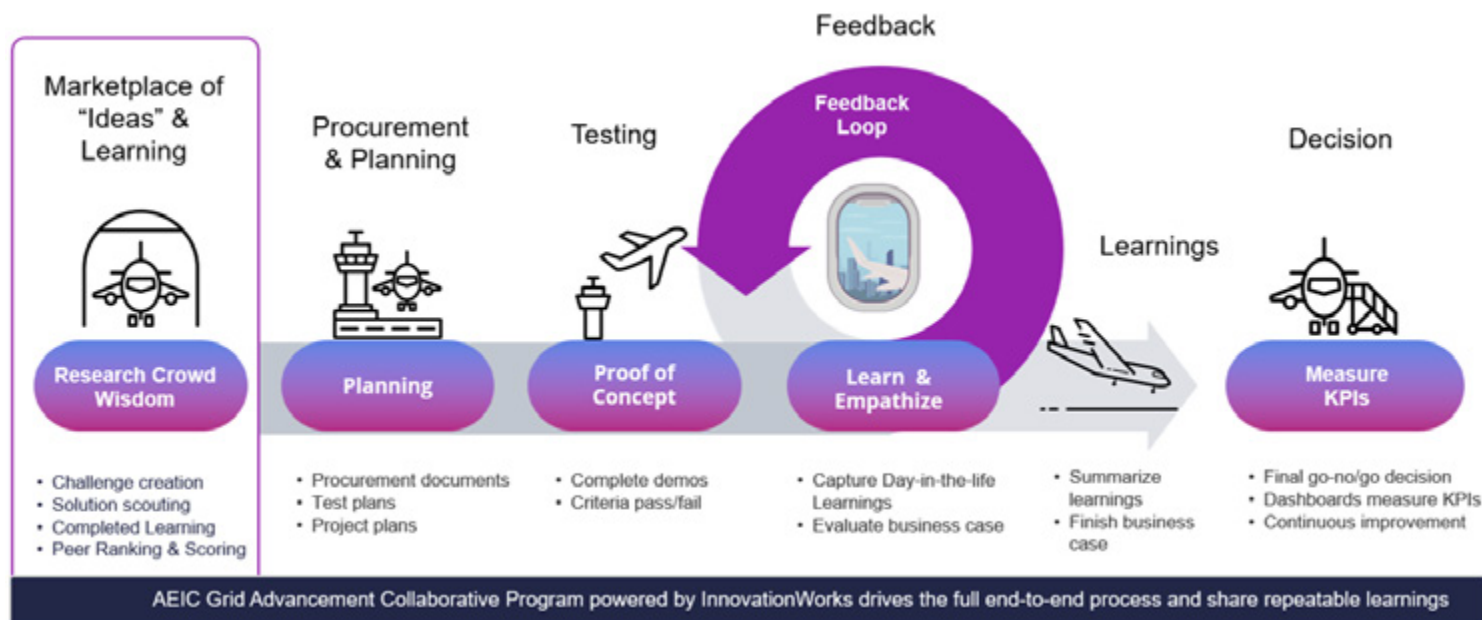 Marketplace of
“Ideas” &
Learning
Research Crowd
Wisdom
• Challenge creation
• Solution scouting
• Completed Learning
• Peer Ranking & Scoring
Procurement
& Planning
Planning
• Procurement documents
• Test plans
• Project plans
Testing
Proof of
Concept
• Complete demos
• Criteria pass/fail
Feedback
Feedback
Loop
Learn &
Empathize
• Capture Day-in-the-life
Learnings
• Evaluate business case
Learnings
• Summarize
learnings
• Finish business
case
Decision
Measure
KPIs
• Final go-no/go decision
• Dashboards measure KPIs
• Continuous improvement
AEIC Grid Advancement Collaborative Program powered by InnovationWorks drives the full end-to-end process and share repeatable learnings